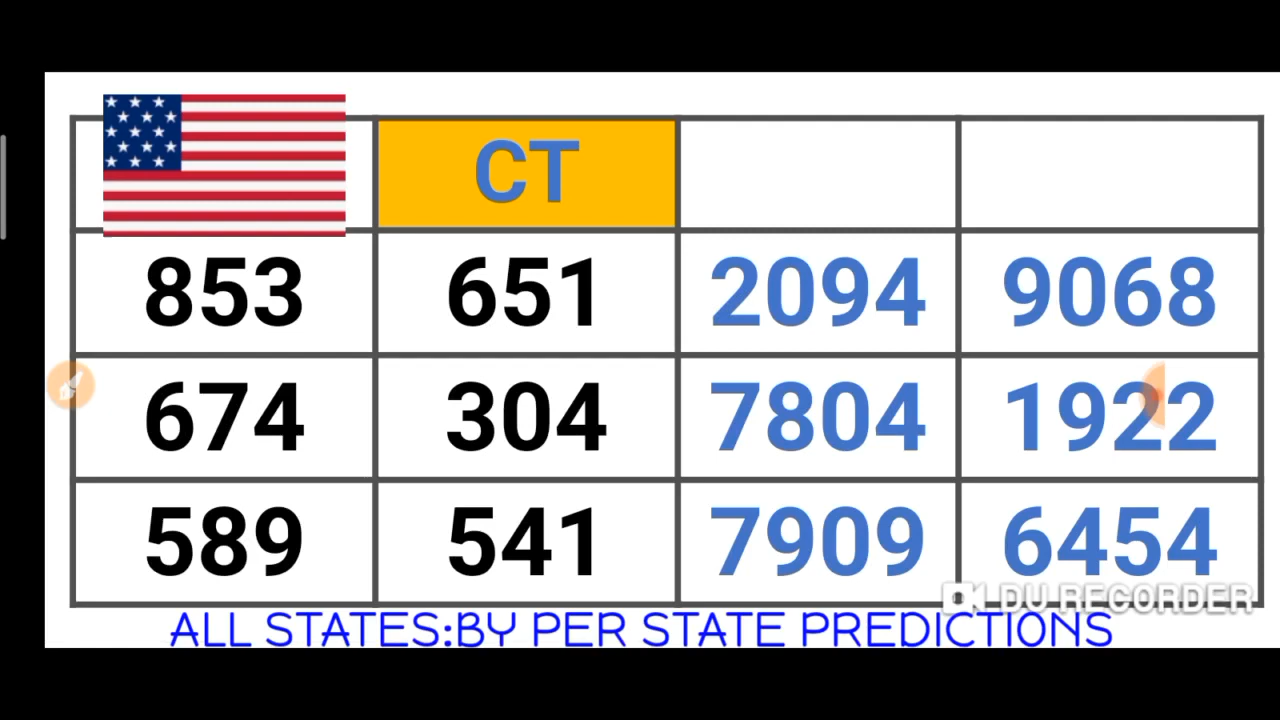 CT
853 651 2094 9068
674 304 7804 1922
589 541 7909 6454
DU RECORDER
ALL STATES:BY PER STATE PREDICTIONS